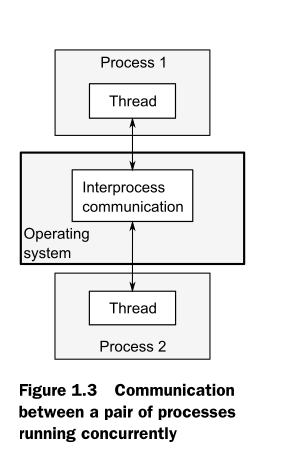 Process 1
Thread
Interprocess
communication
Operating
system
Thread
Process 2
Figure 1.3 Communication
between a pair of processes
running concurrently